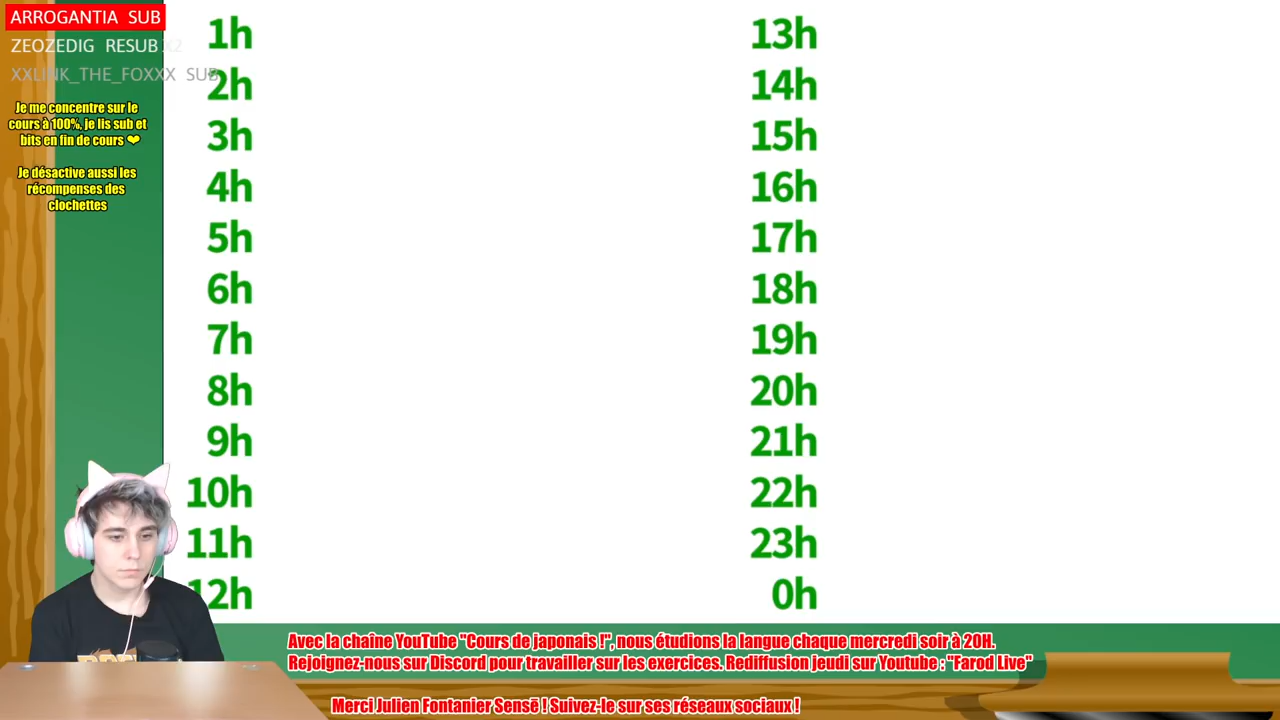 ARROGANTIA SUB
ZEOZEDIG RESUB X2
XXLINK_THE_FOXXX SUB
Je me concentre sur le
cours à 100%, je lis sub et
bits en fin de cours ❤
Je désactive aussi les
récompenses des
clochettes
1h
2h
3h
4h
5h
6h
7h
8h
9h
10h
11h
12h
13h
14h
15h
16h
17h
18h
19h
20h
21h
22h
23h
0h
Avec la chaîne YouTube "Cours de japonais !", nous étudions la langue chaque mercredi soir à 20H.
Rejoignez-nous sur Discord pour travailler sur les exercices. Rediffusion jeudi sur Youtube : "Farod Live"
Merci Julien Fontanier Sensē ! Suivez-le sur ses réseaux sociaux !